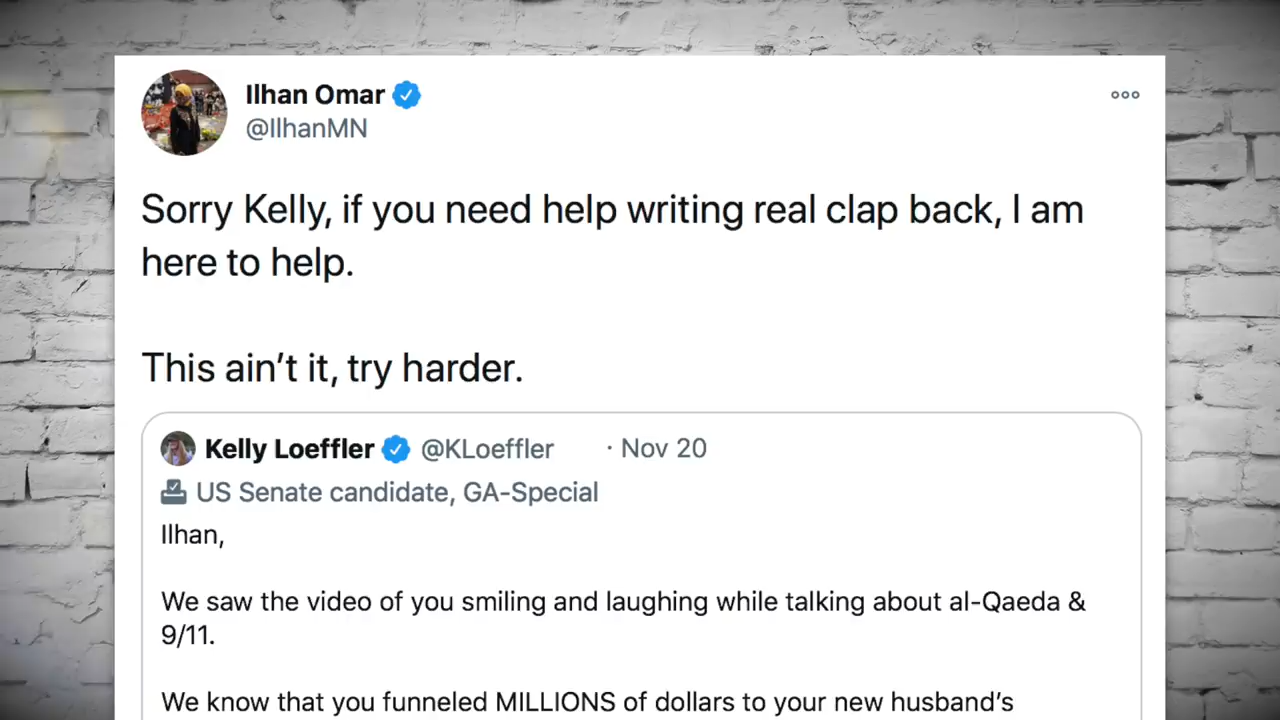 Ilhan Omar
@IlhanMN
Sorry Kelly, if you need help writing real clap back, I am
here to help.
This ain’t it, try harder.
Kelly Loeffler @KLoeffler · Nov 20
US Senate candidate, GA-Special
Ilhan,
We saw the video of you smiling and laughing while talking about al-Qaeda &
9/11.
We know that you funneled MILLIONS of dollars to your new husband’s